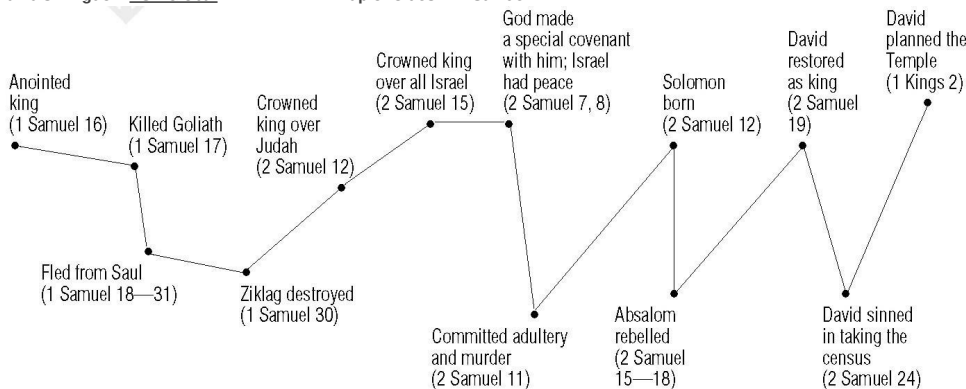 Anointed
king
(1 Samuel 16)
Killed Goliath
(1 Samuel 17)
Fled from Saul
(1 Samuel 18—31)
Ziklag destroyed
(1 Samuel 30)
Crowned
king over
Judah
(2 Samuel 12)
Crowned king
over all Israel
(2 Samuel 15)
God made
a special covenant
with him; Israel
had peace
(2 Samuel 7, 8)
Committed adultery
and murder
(2 Samuel 11)
Solomon
born
(2 Samuel 12)
Absalom
rebelled
(2 Samuel
15—18)
David
restored
as king
(2 Samuel
19)
David sinned
in taking the
census
(2 Samuel 24)
David
planned the
Temple
(1 Kings 2)